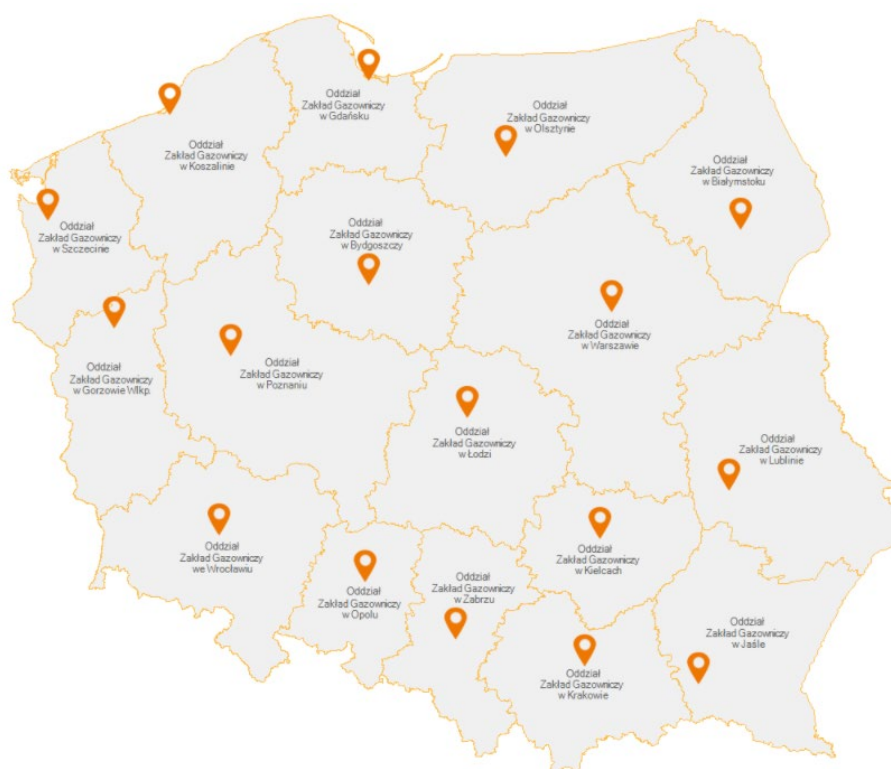 Oddział
Zakład Gazowniczy
w Gdańsku
Oddział
Zakład Gazowniczy
w Olsztynie
Oddział
Zakład Gazowniczy
w Koszalinie
Oddział
Zakład Gazowniczy
w Białymstoku
Oddział
Zakład Gazowniczy
w Szczecinie
Oddział
Zakład Gazowniczy
w Bydgoszczy
Oddział
Zakład Gazowniczy
w Warszawie
Oddział
Zakład Gazowniczy
w Gorzowie Wlkp.
Oddział
Zakład Gazowniczy
w Poznaniu
Oddział
Zakład Gazowniczy
w Łodzi
Oddział
Zakład Gazowniczy
w Lublinie
Oddział
Zakład Gazowniczy
we Wrocławiu
Oddział
Zakład Gazowniczy
w Kielcach
Oddział
Zakład Gazowniczy
w Opolu
Oddział
Zakład Gazowniczy
w Zabrzu
Oddział
Zakład Gazowniczy
w Jaśle
Oddział
Zakład Gazowniczy
w Krakowie